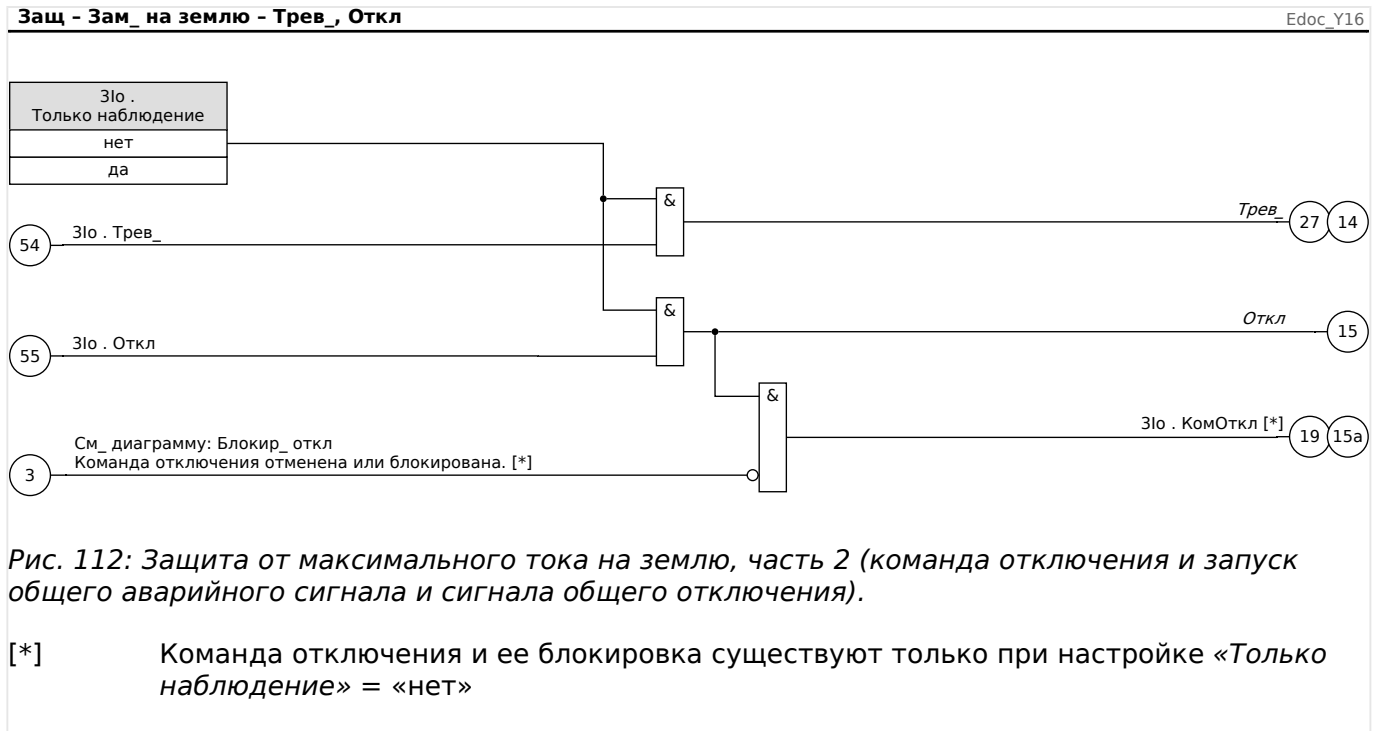 Защ – Зам_ на землю – Трев_, Откл
Edoc_Y16
3Io .
Только наблюдение
нет
да
&
54
3Io . Трев_
Трев_
27
14
&
55
3Io . Откл
Откл
15
&
3Io . КомОткл [*]
19
15a
См_ диаграмму: Блокир_ откл
Команда отключения отменена или блокирована. [*]
3
Рис. 112: Защита от максимального тока на землю, часть 2 (команда отключения и запуск
общего аварийного сигнала и сигнала общего отключения).
[*] Команда отключения и ее блокировка существуют только при настройке «Только
наблюдение» = «нет»